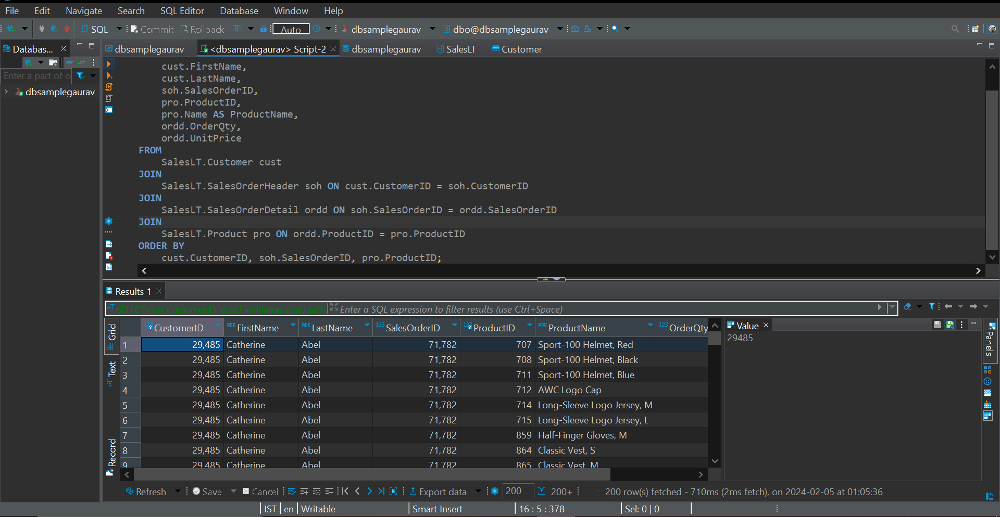 File Edit Navigate Search SQL Editor Database Window Help
SQL Commit Rollback Auto dbsamplegaurav dbo@dbsamplegaurav
Databas... dbsamplegaurav <dbsamplegaurav> Script-2 dbsamplegaurav SalesLT Customer
Enter a part of o
dbsamplegaurav
cust.FirstName,
cust.LastName,
soh.SalesOrderID,
pro.ProductID,
pro.Name AS ProductName,
ordd.OrderQty,
ordd.UnitPrice
FROM
SalesLT.Customer cust
JOIN
SalesLT.SalesOrderHeader soh ON cust.CustomerID = soh.CustomerID
JOIN
SalesLT.SalesOrderDetail ordd ON soh.SalesOrderID = ordd.SalesOrderID
JOIN
SalesLT.Product pro ON ordd.ProductID = pro.ProductID
ORDER BY
cust.CustomerID, soh.SalesOrderID, pro.ProductID;
Results 1
SELECT cust.CustomerID, cust.FirstName, cust.LastN Enter a SQL expression to filter results (use Ctrl+Space)
Grid
Text
Record
CustomerID ABC FirstName ABC LastName 123 SalesOrderID 123 ProductID ABC ProductName 123 OrderQty
1 29,485 Catherine Abel 71,782 707 Sport-100 Helmet, Red
2 29,485 Catherine Abel 71,782 708 Sport-100 Helmet, Black
3 29,485 Catherine Abel 71,782 711 Sport-100 Helmet, Blue
4 29,485 Catherine Abel 71,782 712 AWC Logo Cap
5 29,485 Catherine Abel 71,782 714 Long-Sleeve Logo Jersey, M
6 29,485 Catherine Abel 71,782 715 Long-Sleeve Logo Jersey, L
7 29,485 Catherine Abel 71,782 859 Half-Finger Gloves, M
8 29,485 Catherine Abel 71,782 864 Classic Vest, S
9 29,485 Catherine Abel 71,782 865 Classic Vest, M
Value
29485
Panels
Refresh Save Cancel Export data 200 200+ 200 row(s) fetched - 710ms (2ms fetch), on 2024-02-05 at 01:05:36
IST en Writable Smart Insert 16 : 5 : 378 Sel: 0 | 0